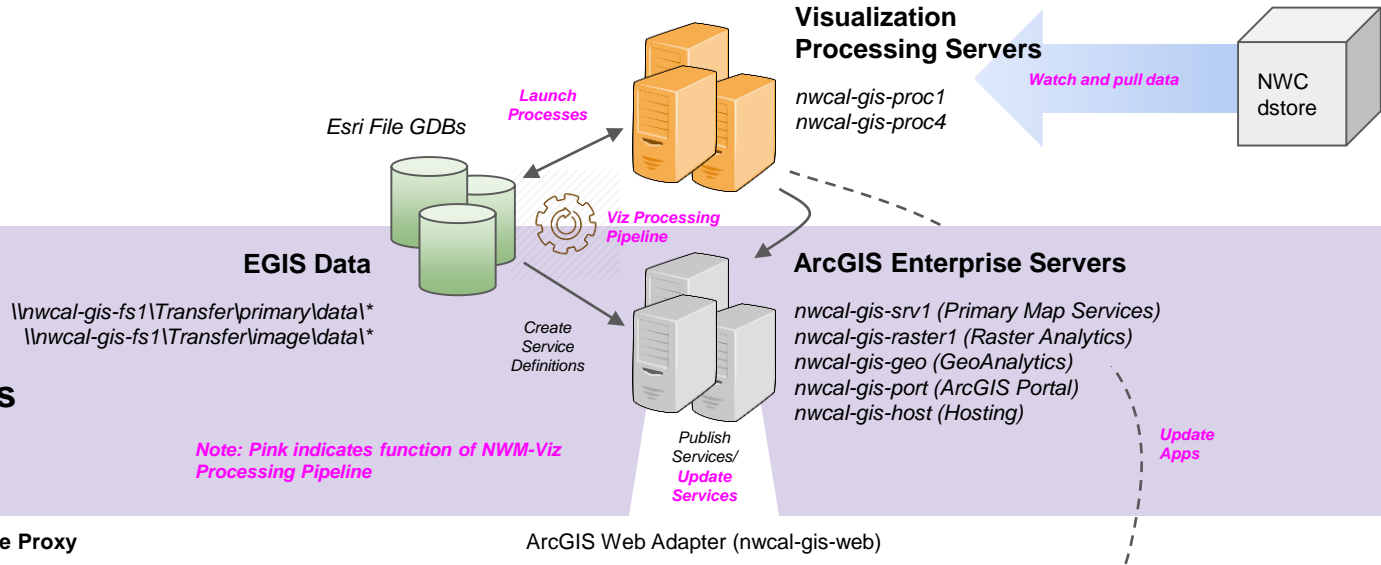 Visualization
Processing Servers
nwcal-gis-proc1
nwcal-gis-proc4
Watch and pull data
NWC
dstore
Launch
Processes
Esri File GDBs
Viz Processing
Pipeline
EGIS Data
\\nwcal-gis-fs1\Transfer\primary\data\*
\\nwcal-gis-fs1\Transfer\image\data\*
Create
Service
Definitions
ArcGIS Enterprise Servers
nwcal-gis-srv1 (Primary Map Services)
nwcal-gis-raster1 (Raster Analytics)
nwcal-gis-geo (GeoAnalytics)
nwcal-gis-port (ArcGIS Portal)
nwcal-gis-host (Hosting)
s
Note: Pink indicates function of NWM-Viz
Processing Pipeline
Publish
Services/
Update
Services
Update
Apps
e Proxy
ArcGIS Web Adapter (nwcal-gis-web)